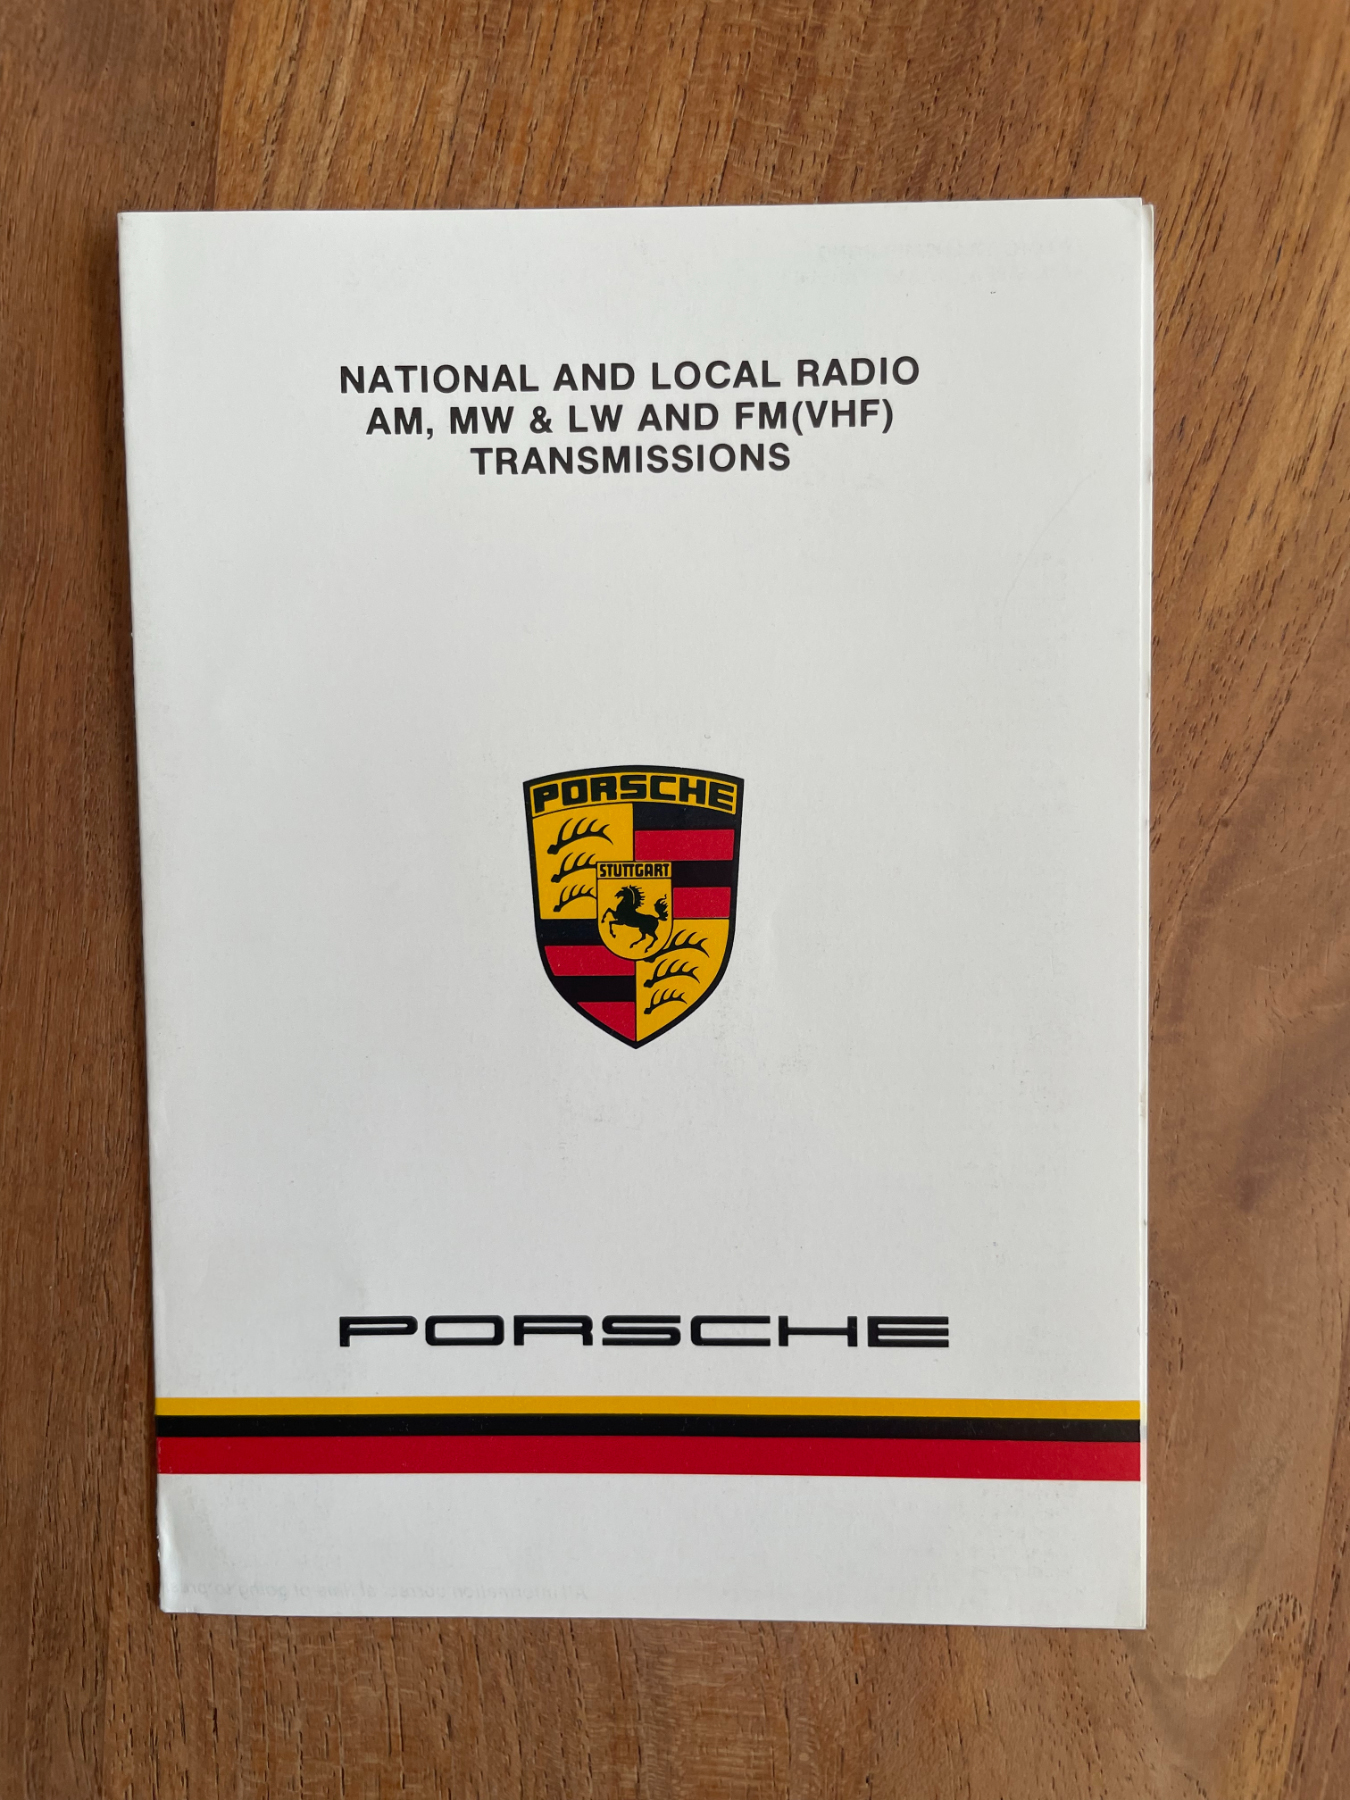 NATIONAL AND LOCAL RADIO
AM, MW & LW AND FM(VHF)
TRANSMISSIONS
PORSCHE
STUTTGART
PORSCHE